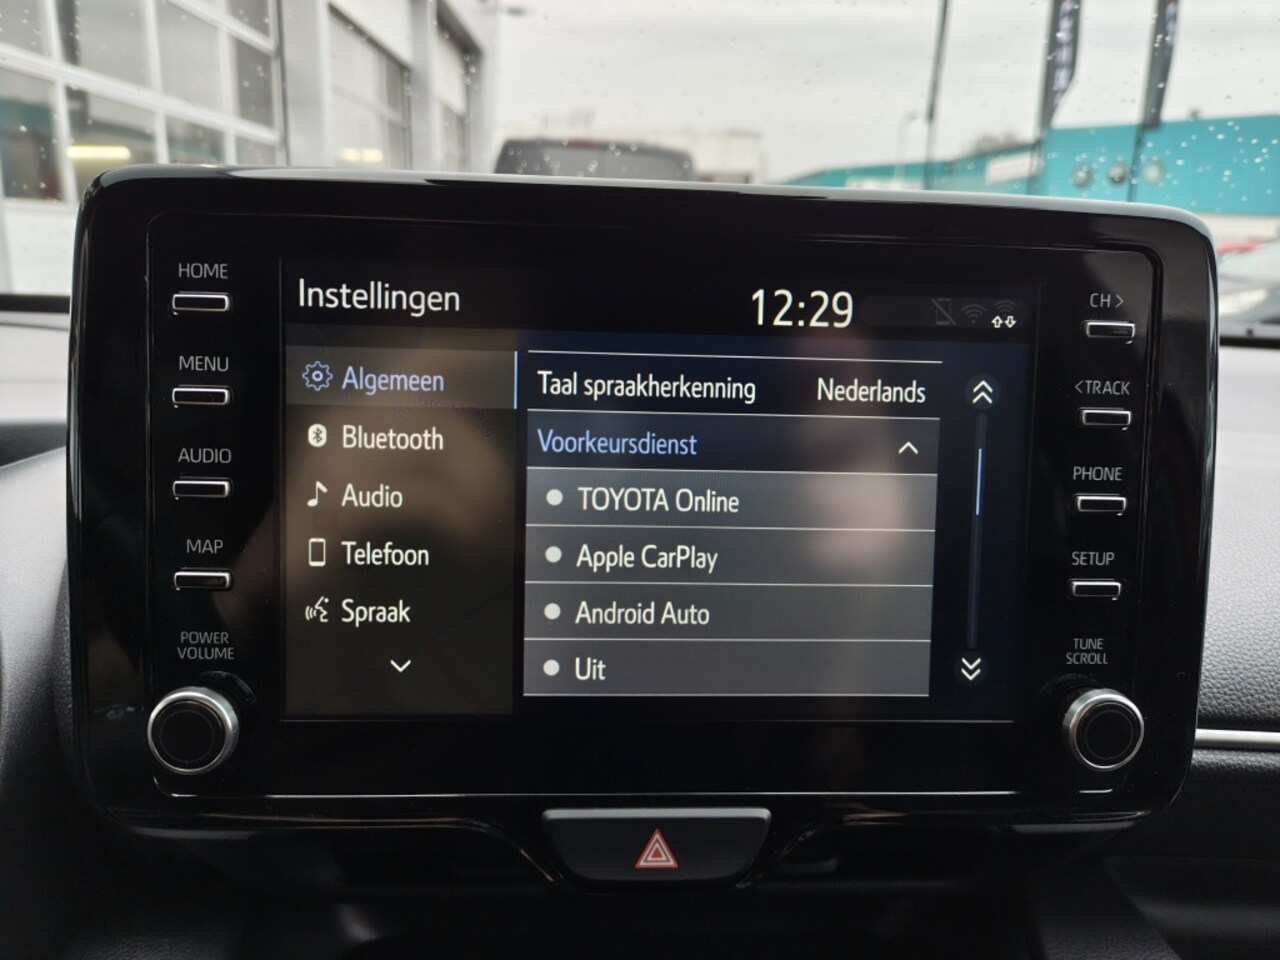 HOME
MENU
AUDIO
MAP
POWER
VOLUME
Instellingen
12:29
Algemeen
Bluetooth
Audio
Telefoon
Spraak
Taal spraakherkenning Nederlands
Voorkeursdienst
TOYOTA Online
Apple CarPlay
Android Auto
Uit
CH >
< TRACK
PHONE
SETUP
TUNE
SCROLL